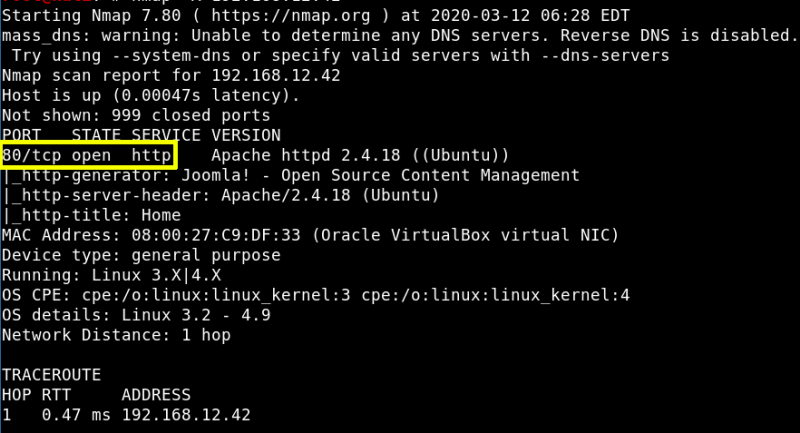 Starting Nmap 7.80 ( https://nmap.org ) at 2020-03-12 06:28 EDT
mass_dns: warning: Unable to determine any DNS servers. Reverse DNS is disabled.
 Try using --system-dns or specify valid servers with --dns-servers
Nmap scan report for 192.168.12.42
Host is up (0.00047s latency).
Not shown: 999 closed ports
PORT   STATE SERVICE VERSION
80/tcp open  http    Apache httpd 2.4.18 ((Ubuntu))
|_http-generator: Joomla! - Open Source Content Management
|_http-server-header: Apache/2.4.18 (Ubuntu)
|_http-title: Home
MAC Address: 08:00:27:C9:DF:33 (Oracle VirtualBox virtual NIC)
Device type: general purpose
Running: Linux 3.X|4.X
OS CPE: cpe:/o:linux:linux_kernel:3 cpe:/o:linux:linux_kernel:4
OS details: Linux 3.2 - 4.9
Network Distance: 1 hop
TRACEROUTE
HOP RTT     ADDRESS
1   0.47 ms 192.168.12.42